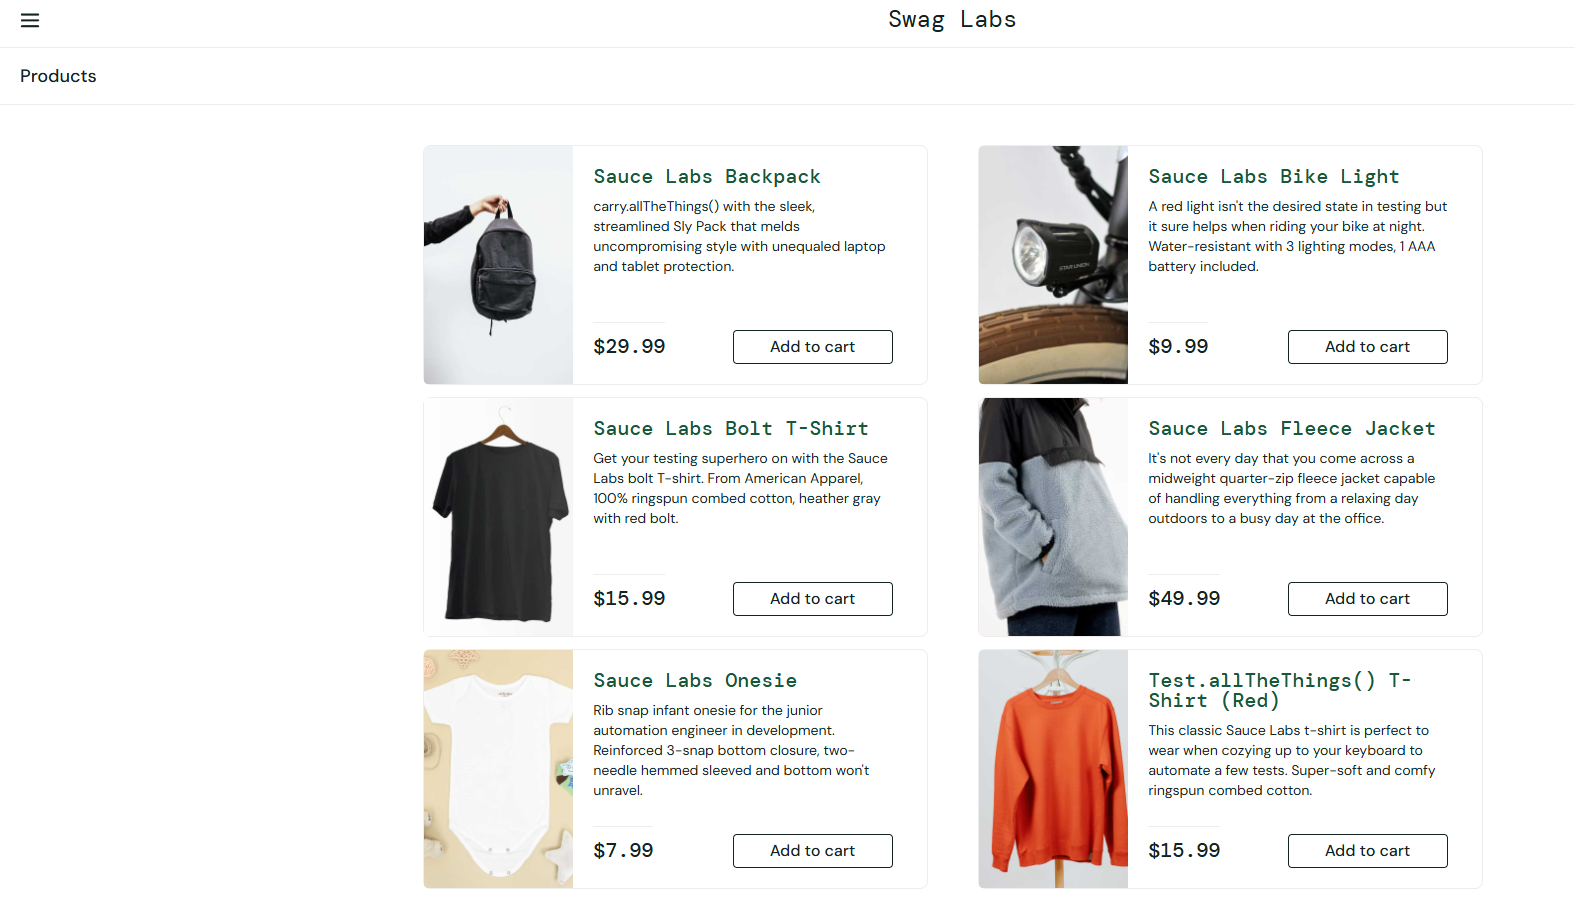 Swag Labs
Products
Sauce Labs Backpack
carry.allTheThings() with the sleek,
streamlined Sly Pack that melds
uncompromising style with unequaled laptop
and tablet protection.
$29.99
Add to cart
Sauce Labs Bike Light
A red light isn't the desired state in testing but
it sure helps when riding your bike at night.
Water-resistant with 3 lighting modes, 1 AAA
battery included.
$9.99
Add to cart
STAR UNION
Sauce Labs Bolt T-Shirt
Get your testing superhero on with the Sauce
Labs bolt T-shirt. From American Apparel,
100% ringspun combed cotton, heather gray
with red bolt.
$15.99
Add to cart
Sauce Labs Fleece Jacket
It's not every day that you come across a
midweight quarter-zip fleece jacket capable
of handling everything from a relaxing day
outdoors to a busy day at the office.
$49.99
Add to cart
Sauce Labs Onesie
Rib snap infant onesie for the junior
automation engineer in development.
Reinforced 3-snap bottom closure, two-
needle hemmed sleeved and bottom won't
unravel.
$7.99
Add to cart
Test.allTheThings() T-
Shirt (Red)
This classic Sauce Labs t-shirt is perfect to
wear when cozying up to your keyboard to
automate a few tests. Super-soft and comfy
ringspun combed cotton.
$15.99
Add to cart